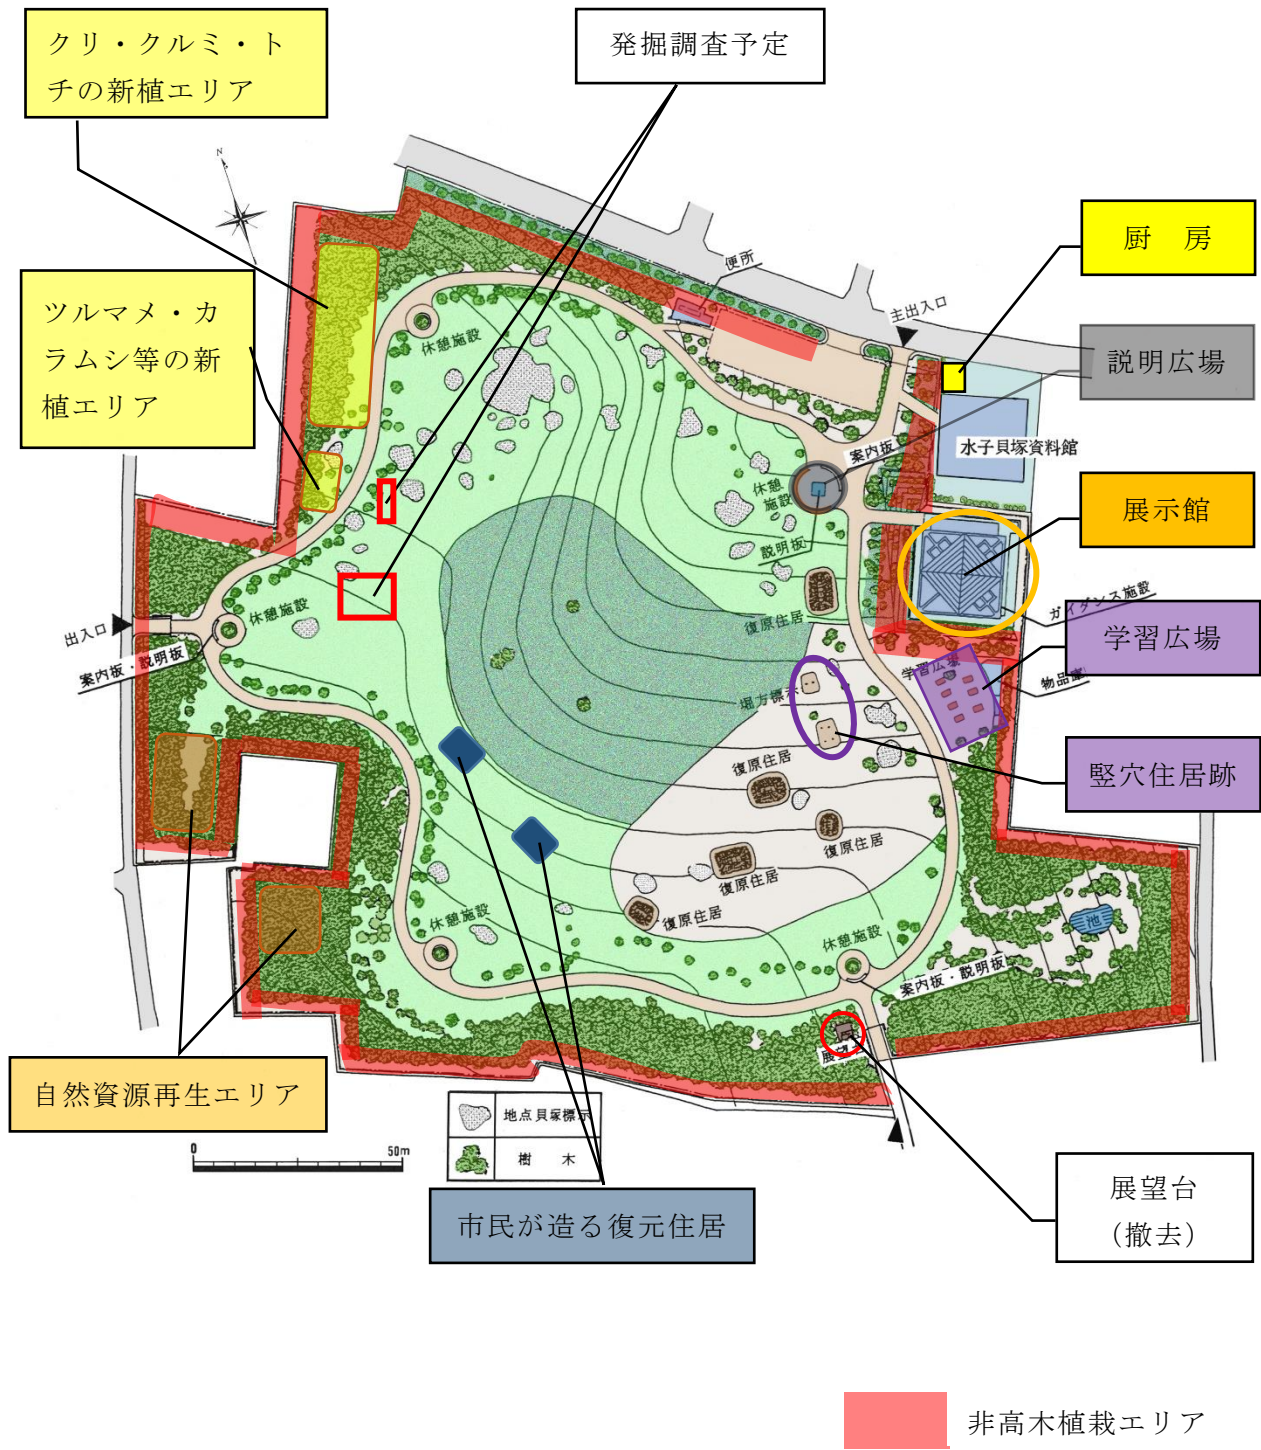 クリ・クルミ・ト
チの新植エリア
発掘調査予定
N
便所
主出入口
厨 房
説明広場
ツルマメ・カ
ラムシ等の新
植エリア
休憩施設
案内板
水子貝塚資料館
休憩
施設
説明板
展示館
ガイダンス施設
復原住居
出入口
休憩施設
案内板・説明板
学習広場
学習広場
物品庫
堀方標示
竪穴住居跡
復原住居
復原住居
復原住居
復原住居
休憩施設
休憩施設
池
案内板・説明板
自然資源再生エリア
地点貝塚標示
樹 木
0
50m
市民が造る復元住居
展望台
（撤去）
非高木植栽エリア